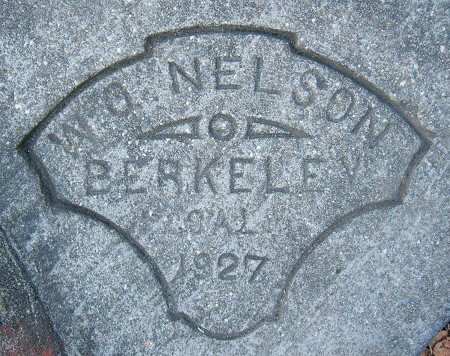 W.O. NELSON
BERKELEY
CAL.
1927